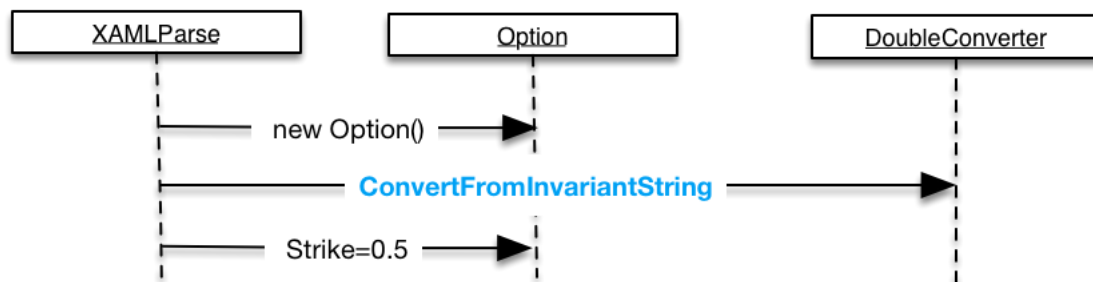 XAMLParse
Option
DoubleConverter
new Option()
ConvertFromInvariantString
Strike=0.5